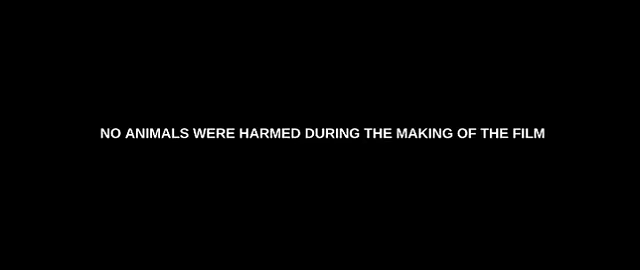 NO ANIMALS WERE HARMED DURING THE MAKING OF THE FILM